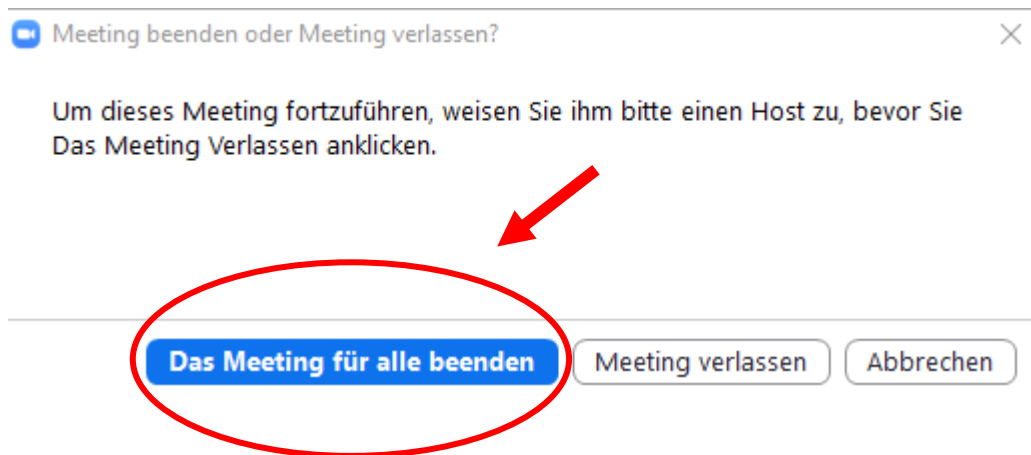 Meeting beenden oder Meeting verlassen?
Um dieses Meeting fortzuführen, weisen Sie ihm bitte einen Host zu, bevor Sie
Das Meeting Verlassen anklicken.
Das Meeting für alle beenden Meeting verlassen Abbrechen